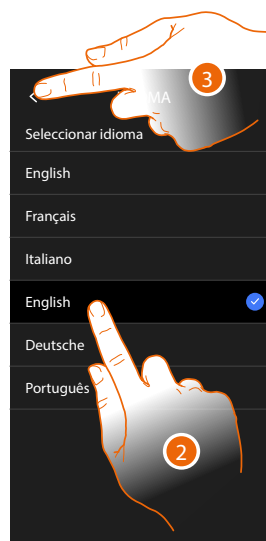 3
MA
Seleccionar idioma
English
Français
Italiano
English
Deutsche
Português
2